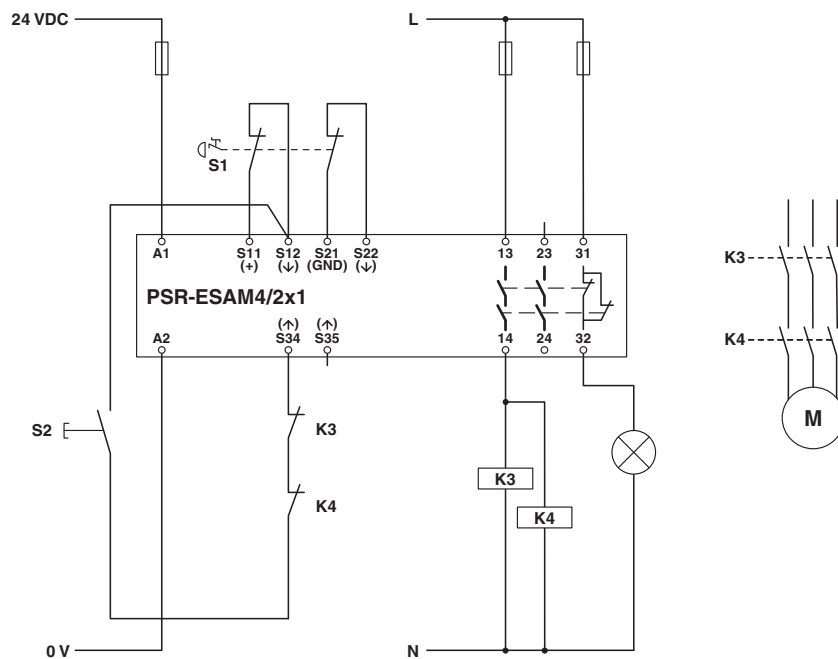 24 VDC
L
S1
A1
S11
(+)
S12
(↓)
S21
(GND)
S22
(↓)
13
23
31
PSR-ESAM4/2x1
A2
(↑)
S34
(↑)
S35
14
24
32
K3
K4
M
S2
K3
K4
K3
K4
0 V
N